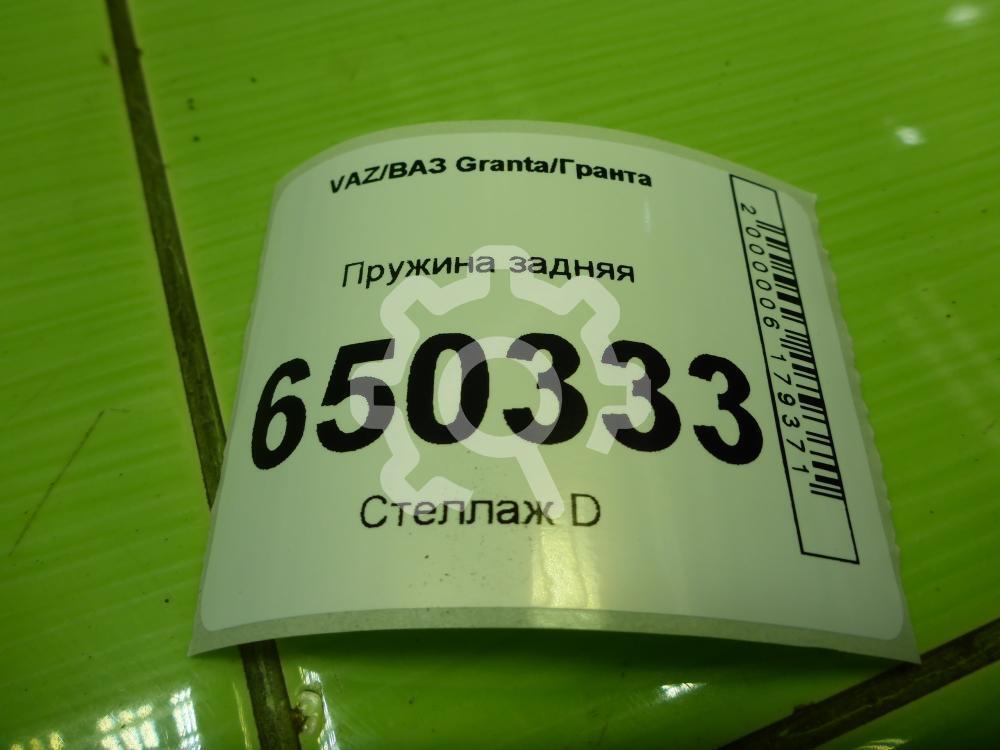 VAZ/ВАЗ Granta/Гранта
Пружина задняя
650333
Стеллаж D
2000006179371